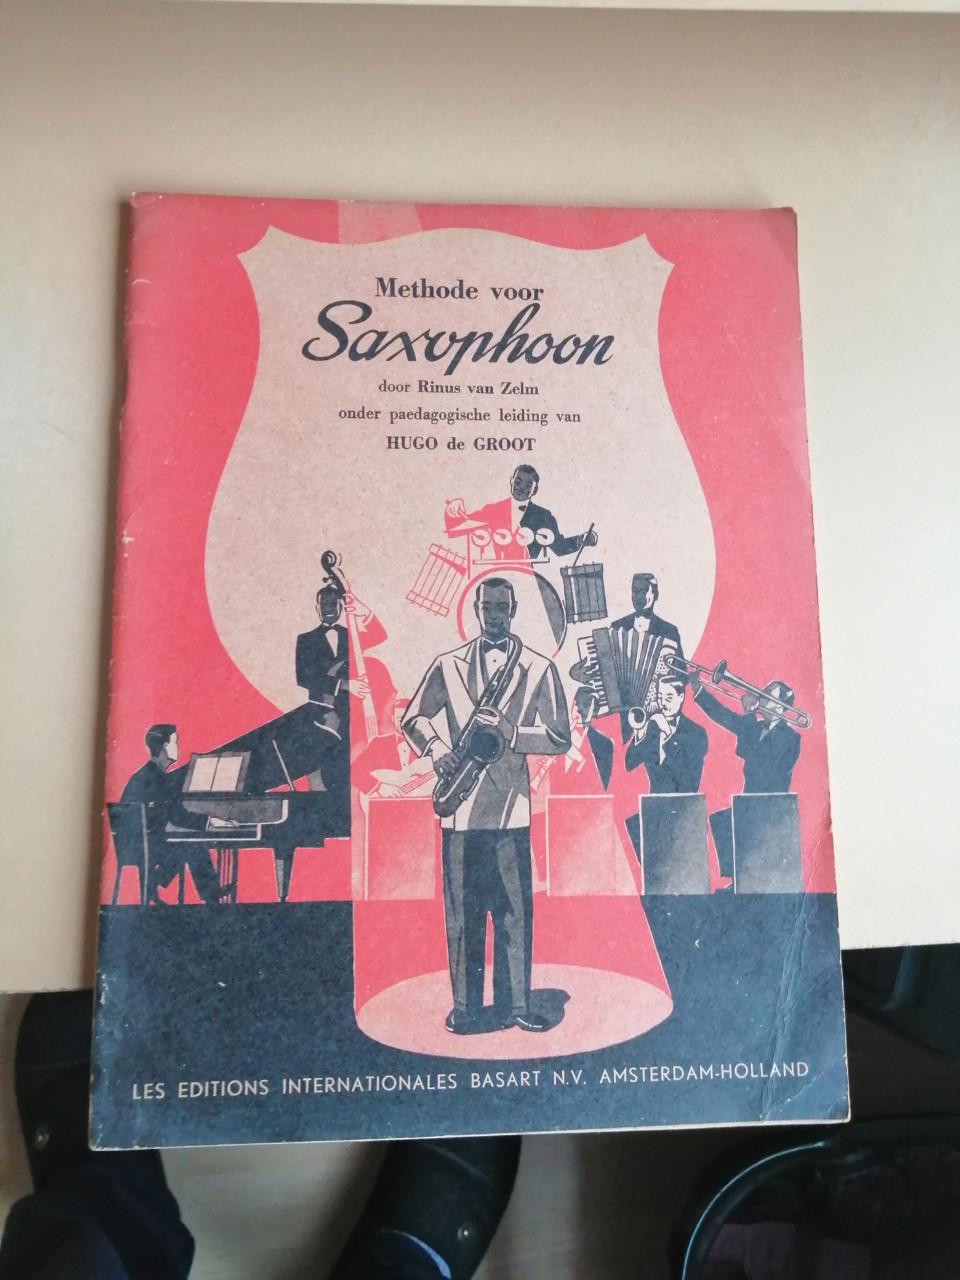 Methode voor
Saxophoon
door Rinus van Zelm
onder paedagogische leiding van
HUGO de GROOT
LES EDITIONS INTERNATIONALES BASART N.V. AMSTERDAM-HOLLAND